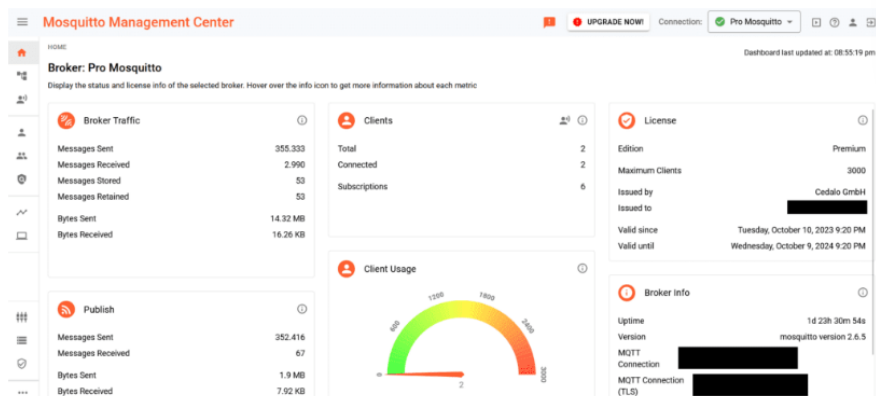 Mosquitto Management Center
UPGRADE NOW!
Connection:
Pro Mosquitto
HOME
Dashboard last updated at: 08:55:19 pm
Broker: Pro Mosquitto
Display the status and license info of the selected broker. Hover over the info icon to get more information about each metric
Broker Traffic
Messages Sent 355.333
Messages Received 2.990
Messages Stored 53
Messages Retained 53
Bytes Sent 14.32 MB
Bytes Received 16.26 KB
Publish
Messages Sent 352.416
Messages Received 67
Bytes Sent 1.9 MB
Bytes Received 7.92 KB
Clients
Total 2
Connected 2
Subscriptions 6
Client Usage
0
600
1200
1800
2400
3000
2
License
Edition Premium
Maximum Clients 3000
Issued by Cedalo GmbH
Issued to
Valid since Tuesday, October 10, 2023 9:20 PM
Valid until Wednesday, October 9, 2024 9:20 PM
Broker Info
Uptime 1d 23h 30m 54s
Version mosquitto version 2.6.5
MQTT
Connection
MQTT Connection
(TLS)